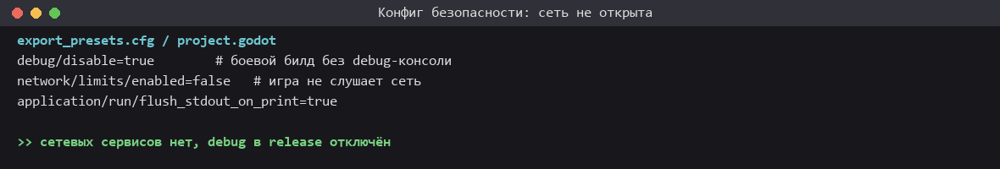 Конфиг безопасности: сеть не открыта
export_presets.cfg / project.godot
debug/disable=true # боевой билд без debug-консоли
network/limits/enabled=false # игра не слушает сеть
application/run/flush_stdout_on_print=true
>> сетевых сервисов нет, debug в release отключён